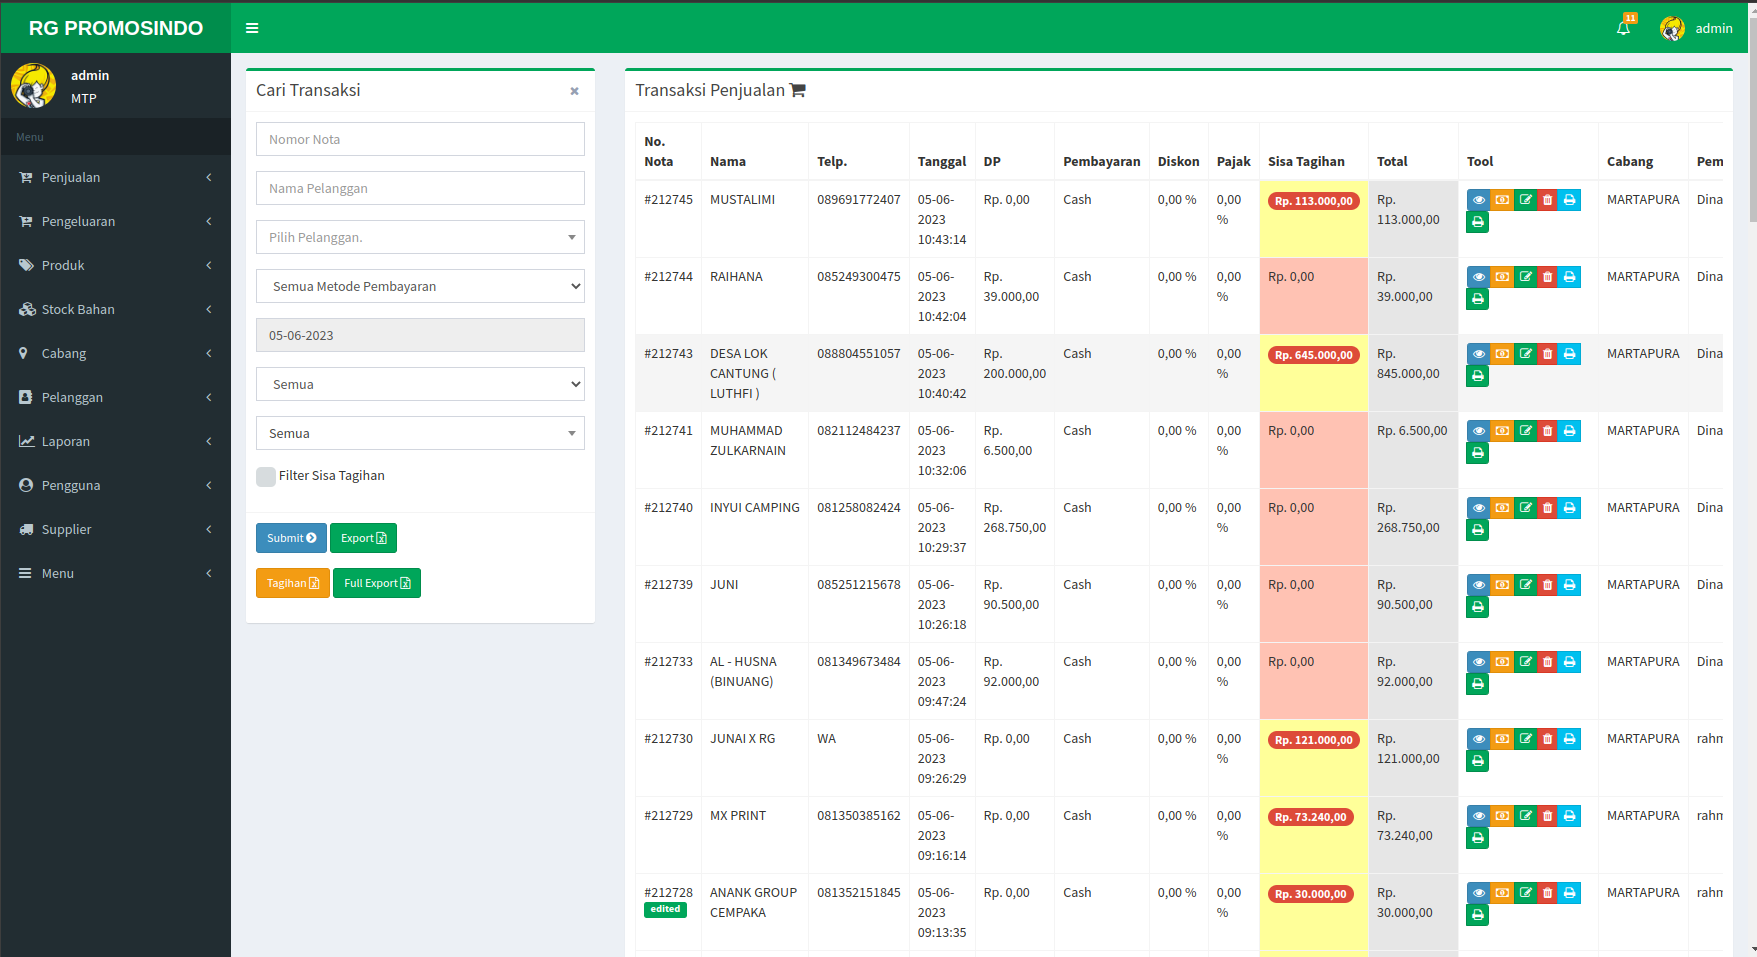 RG PROMOSINDO
11
admin
admin
MTP
Menu
Penjualan
Pengeluaran
Produk
Stock Bahan
Cabang
Pelanggan
Laporan
Pengguna
Supplier
Menu
Cari Transaksi
Nomor Nota
Nama Pelanggan
Pilih Pelanggan.
Semua Metode Pembayaran
05-06-2023
Semua
Semua
Filter Sisa Tagihan
Submit Export
Tagihan Full Export
Transaksi Penjualan
No. Nota Nama Telp. Tanggal DP Pembayaran Diskon Pajak Sisa Tagihan Total Tool Cabang Pem
#212745 MUSTALIMI 089691772407 05-06-2023 10:43:14 Rp. 0,00 Cash 0,00 % 0,00 % Rp. 113.000,00 Rp. 113.000,00 MARTAPURA Dina
#212744 RAIHANA 085249300475 05-06-2023 10:42:04 Rp. 39.000,00 Cash 0,00 % 0,00 % Rp. 0,00 Rp. 39.000,00 MARTAPURA Dina
#212743 DESA LOK CANTUNG ( LUTHFI ) 088804551057 05-06-2023 10:40:42 Rp. 200.000,00 Cash 0,00 % 0,00 % Rp. 645.000,00 Rp. 845.000,00 MARTAPURA Dina
#212741 MUHAMMAD ZULKARNAIN 082112484237 05-06-2023 10:32:06 Rp. 6.500,00 Cash 0,00 % 0,00 % Rp. 0,00 Rp. 6.500,00 MARTAPURA Dina
#212740 INYUI CAMPING 081258082424 05-06-2023 10:29:37 Rp. 268.750,00 Cash 0,00 % 0,00 % Rp. 0,00 Rp. 268.750,00 MARTAPURA Dina
#212739 JUNI 085251215678 05-06-2023 10:26:18 Rp. 90.500,00 Cash 0,00 % 0,00 % Rp. 0,00 Rp. 90.500,00 MARTAPURA Dina
#212733 AL - HUSNA (BINUANG) 081349673484 05-06-2023 09:47:24 Rp. 92.000,00 Cash 0,00 % 0,00 % Rp. 0,00 Rp. 92.000,00 MARTAPURA Dina
#212730 JUNAI X RG WA 05-06-2023 09:26:29 Rp. 0,00 Cash 0,00 % 0,00 % Rp. 121.000,00 Rp. 121.000,00 MARTAPURA rahm
#212729 MX PRINT 081350385162 05-06-2023 09:16:14 Rp. 0,00 Cash 0,00 % 0,00 % Rp. 73.240,00 Rp. 73.240,00 MARTAPURA rahm
#212728 edited ANANK GROUP CEMPAKA 081352151845 05-06-2023 09:13:35 Rp. 0,00 Cash 0,00 % 0,00 % Rp. 30.000,00 Rp. 30.000,00 MARTAPURA rahm